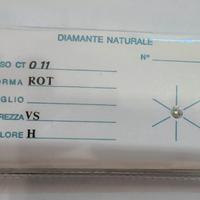 DIAMANTE NATURALE
SO CT 0 11 N°
ORMA ROT
GLIO
REZZA VS
LORE H